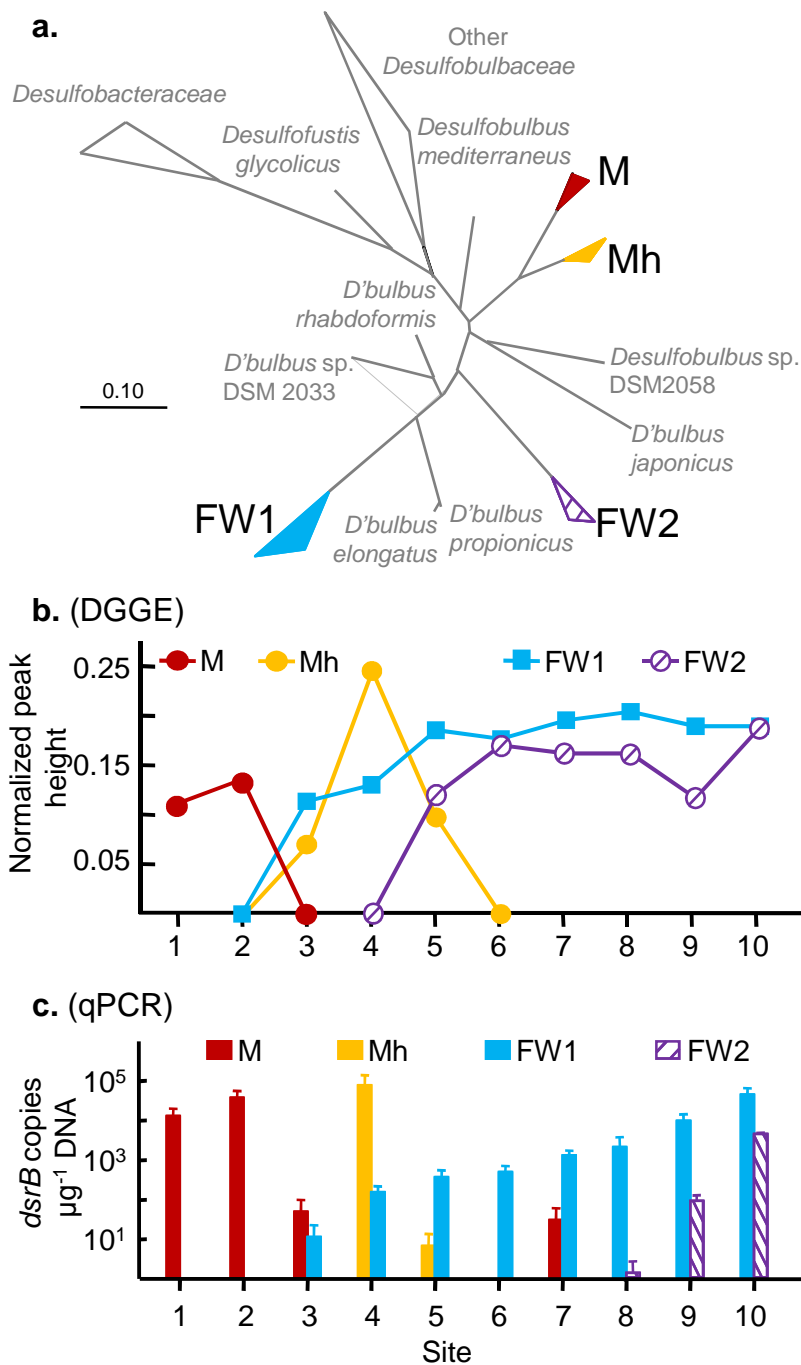 a.
Other
Desulfobulbaceae
Desulfobacteraceae
Desulfofustis
glycolicus
Desulfobulbus
mediterraneus
M
Mh
D'bulbus
rhabdoformis
D'bulbus sp.
DSM 2033
Desulfobulbus sp.
DSM2058
0.10
D'bulbus
japonicus
FW1
D'bulbus
elongatus
D'bulbus
propionicus
FW2
b. (DGGE)
M Mh FW1 FW2
Normalized peak
height
0.25
0.15
0.05
1 2 3 4 5 6 7 8 9 10
c. (qPCR)
M Mh FW1 FW2
dsrB copies
µg⁻¹ DNA
10⁵
10³
10¹
1 2 3 4 5 6 7 8 9 10
Site